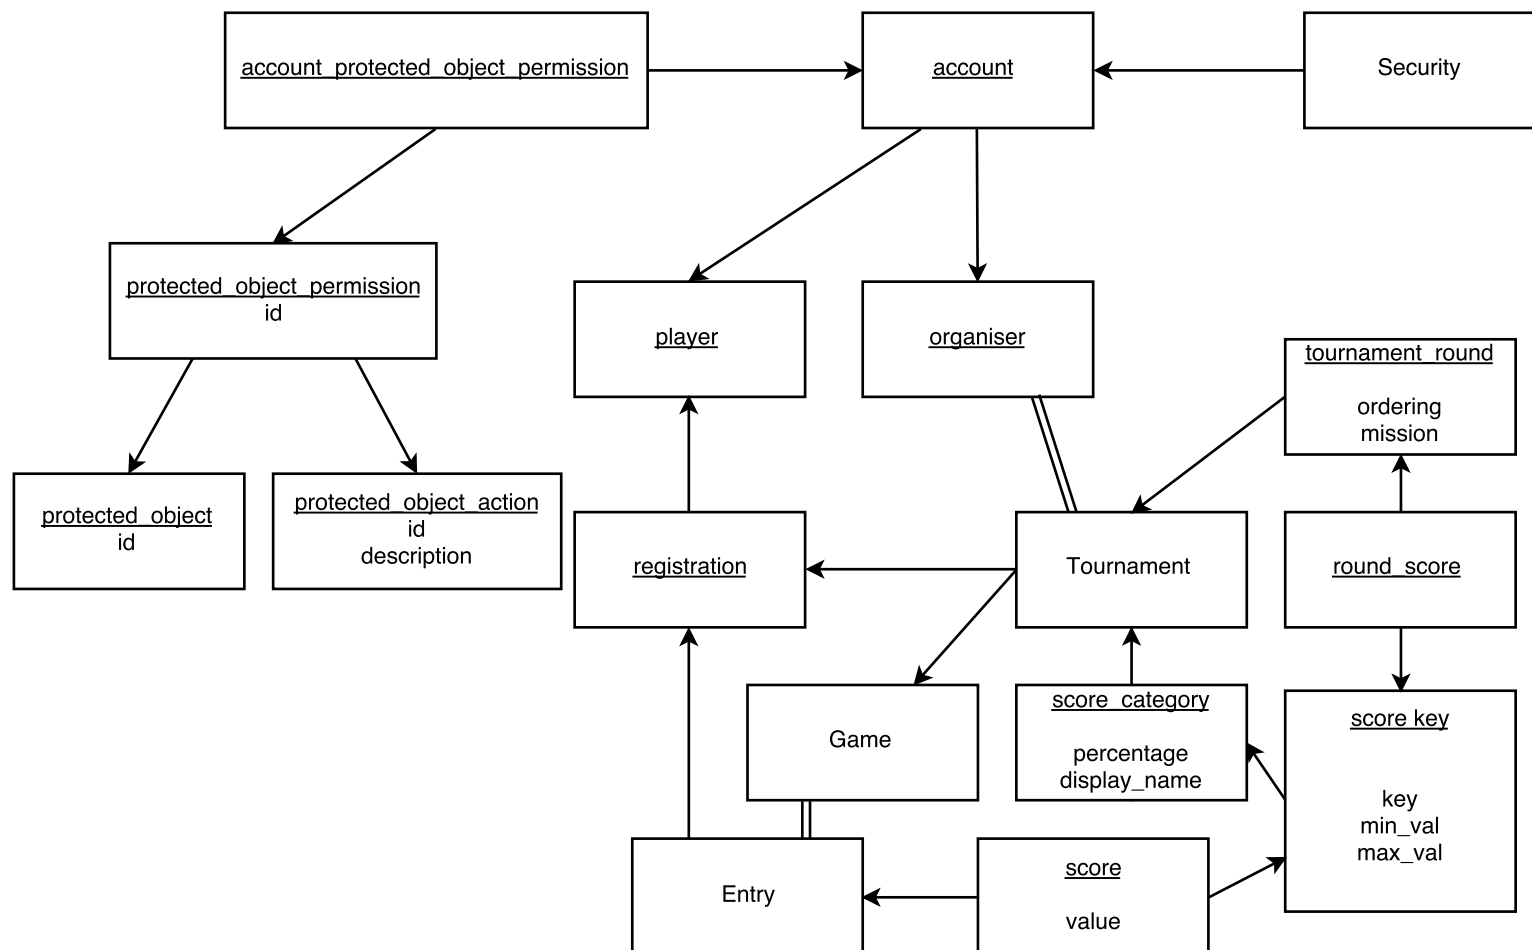 account_protected_object_permission
account
Security
protected_object_permission
id
player
organiser
tournament_round
ordering
mission
protected_object
id
protected_object_action
id
description
registration
Tournament
round_score
Game
score_category
percentage
display_name
score key
key
min_val
max_val
Entry
score
value